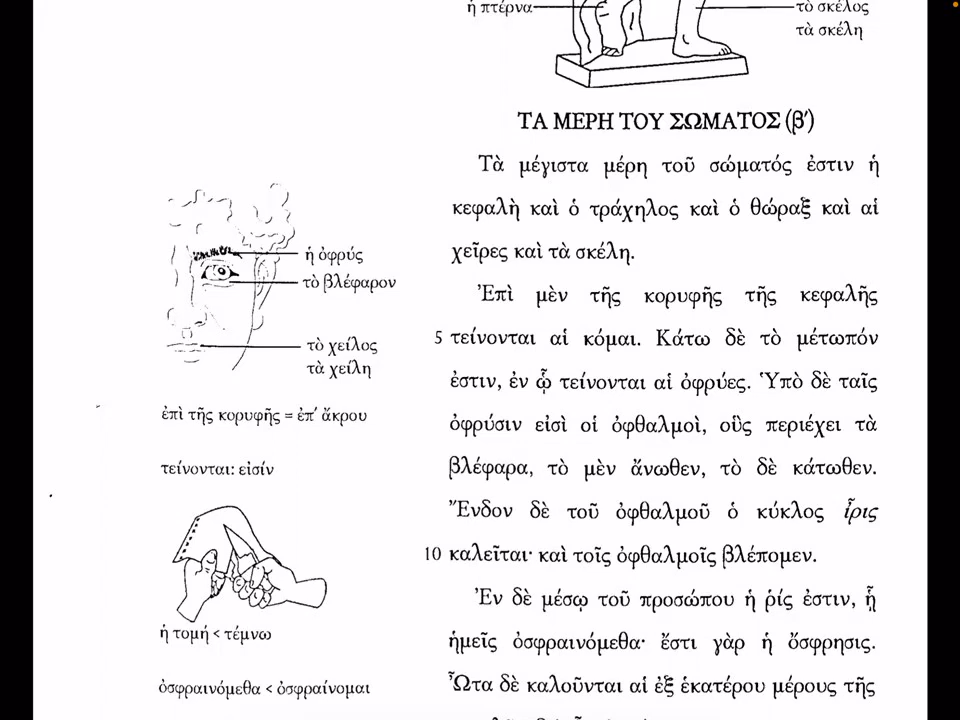 ἡ πτέρνα
τὸ σκέλος
τὰ σκέλη
ΤΑ ΜΕΡΗ ΤΟΥ ΣΩΜΑΤΟΣ (β′)
Τὰ μέγιστα μέρη τοῦ σώματός ἐστιν ἡ
κεφαλὴ καὶ ὁ τράχηλος καὶ ὁ θώραξ καὶ αἱ
χεῖρες καὶ τὰ σκέλη.
Ἐπὶ μὲν τῆς κορυφῆς τῆς κεφαλῆς
5 τείνονται αἱ κόμαι. Κάτω δὲ τὸ μέτωπόν
ἐστιν, ἐν ᾧ τείνονται αἱ ὀφρύες. Ὑπὸ δὲ ταῖς
ὀφρύσιν εἰσὶ οἱ ὀφθαλμοὶ, οὓς περιέχει τὰ
βλέφαρα, τὸ μὲν ἄνωθεν, τὸ δὲ κάτωθεν.
Ἔνδον δὲ τοῦ ὀφθαλμοῦ ὁ κύκλος ἶρις
10 καλεῖται· καὶ τοῖς ὀφθαλμοῖς βλέπομεν.
Ἐν δὲ μέσῳ τοῦ προσώπου ἡ ῥίς ἐστιν, ᾗ
ἡμεῖς ὀσφραινόμεθα· ἔστι γὰρ ἡ ὄσφρησις.
Ὦτα δὲ καλοῦνται αἱ ἐξ ἑκατέρου μέρους τῆς
ἡ ὀφρύς
τὸ βλέφαρον
τὸ χεῖλος
τὰ χείλη
ἐπὶ τῆς κορυφῆς = ἐπ' ἄκρου
τείνονται: εἰσίν
ἡ τομή < τέμνω
ὀσφραινόμεθα < ὀσφραίνομαι